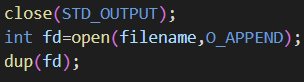 close(STD_OUTPUT);
int fd=open(filename,O_APPEND);
dup(fd);